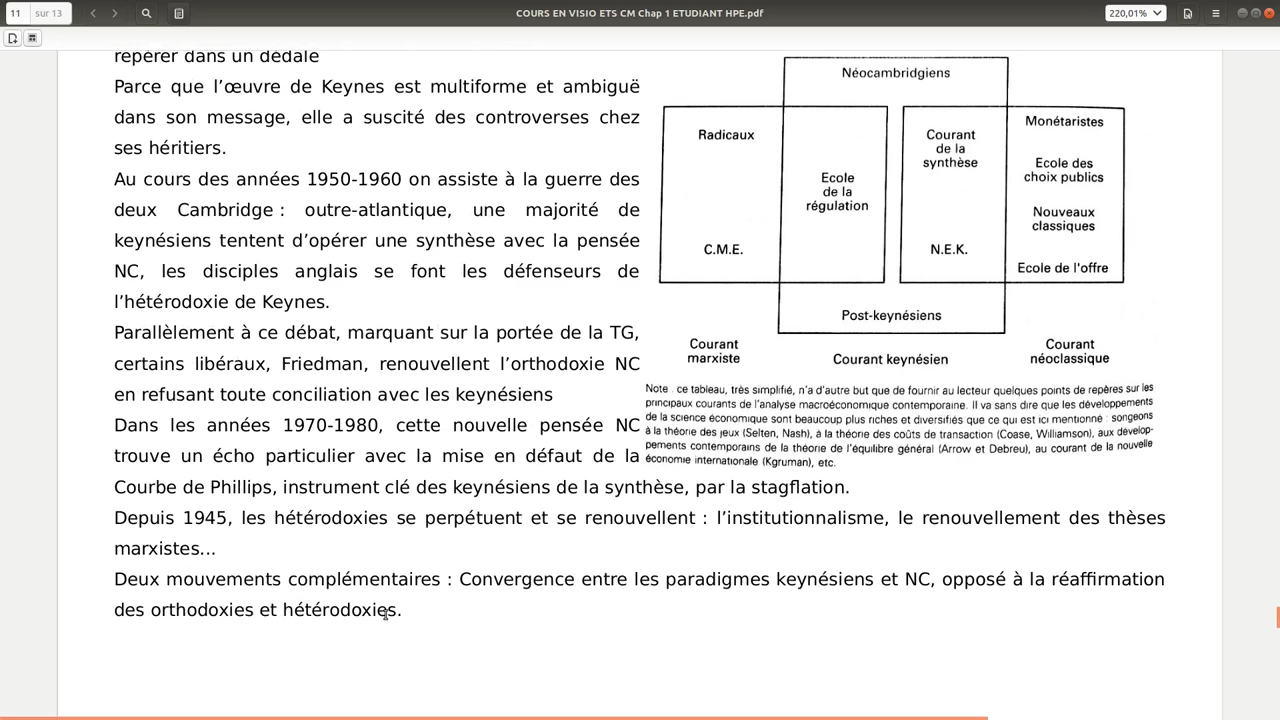 11 sur 13
COURS EN VISIO ETS CM Chap 1 ETUDIANT HPE.pdf
220,01%
repérer dans un dédale
Parce que l’œuvre de Keynes est multiforme et ambiguë
dans son message, elle a suscité des controverses chez
ses héritiers.
Au cours des années 1950-1960 on assiste à la guerre des
deux Cambridge : outre-atlantique, une majorité de
keynésiens tentent d’opérer une synthèse avec la pensée
NC, les disciples anglais se font les défenseurs de
l’hétérodoxie de Keynes.
Parallèlement à ce débat, marquant sur la portée de la TG,
certains libéraux, Friedman, renouvellent l’orthodoxie NC
en refusant toute conciliation avec les keynésiens
Dans les années 1970-1980, cette nouvelle pensée NC
trouve un écho particulier avec la mise en défaut de la
Courbe de Phillips, instrument clé des keynésiens de la synthèse, par la stagflation.
Depuis 1945, les hétérodoxies se perpétuent et se renouvellent : l’institutionnalisme, le renouvellement des thèses
marxistes...
Deux mouvements complémentaires : Convergence entre les paradigmes keynésiens et NC, opposé à la réaffirmation
des orthodoxies et hétérodoxies.
Néocambridgiens
Radicaux
C.M.E.
Ecole
de la
régulation
Courant
de la
synthèse
N.E.K.
Monétaristes
Ecole des
choix publics
Nouveaux
classiques
Ecole de l'offre
Post-keynésiens
Courant
marxiste
Courant keynésien
Courant
néoclassique
Note . ce tableau, très simplifié, n'a d'autre but que de fournir au lecteur quelques points de repères sur les
principaux courants de l'analyse macroéconomique contemporaine. Il va sans dire que les développements
de la science économique sont beaucoup plus riches et diversifiés que ce qui est ici mentionné : songeons
à la théorie des jeux (Selten, Nash), à la théorie des coûts de transaction (Coase, Williamson), aux dévelop-
pements contemporains de la théorie de l'équilibre général (Arrow et Debreu), au courant de la nouvelle
économie internationale (Kgruman), etc.